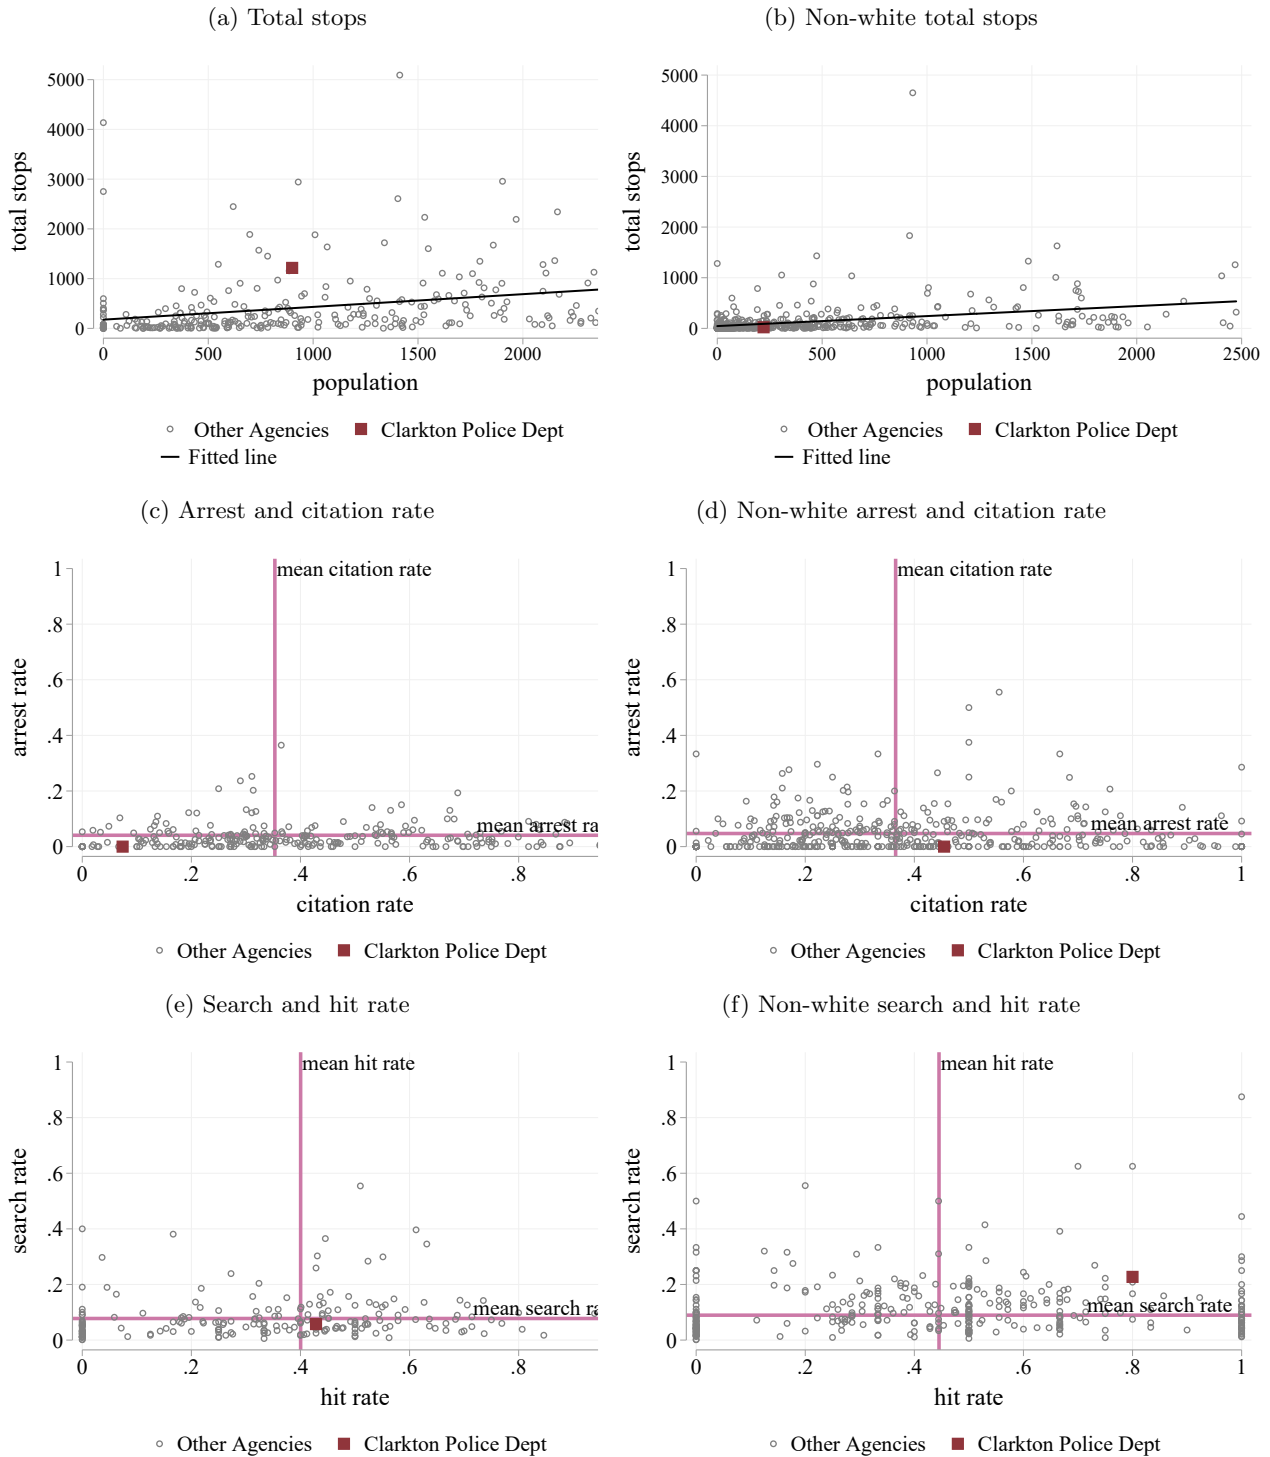 (a) Total stops
(b) Non-white total stops
total stops
5000
4000
3000
2000
1000
0
0 500 1000 1500 2000
population
Other Agencies Clarkton Police Dept
Fitted line
total stops
5000
4000
3000
2000
1000
0
0 500 1000 1500 2000 2500
population
Other Agencies Clarkton Police Dept
Fitted line
(c) Arrest and citation rate
(d) Non-white arrest and citation rate
arrest rate
1
.8
.6
.4
.2
0
mean citation rate
mean arrest ra
0 .2 .4 .6 .8
citation rate
Other Agencies Clarkton Police Dept
arrest rate
1
.8
.6
.4
.2
0
mean citation rate
mean arrest rate
0 .2 .4 .6 .8 1
citation rate
Other Agencies Clarkton Police Dept
(e) Search and hit rate
(f) Non-white search and hit rate
search rate
1
.8
.6
.4
.2
0
mean hit rate
mean search ra
0 .2 .4 .6 .8
hit rate
Other Agencies Clarkton Police Dept
search rate
1
.8
.6
.4
.2
0
mean hit rate
mean search rate
0 .2 .4 .6 .8 1
hit rate
Other Agencies Clarkton Police Dept